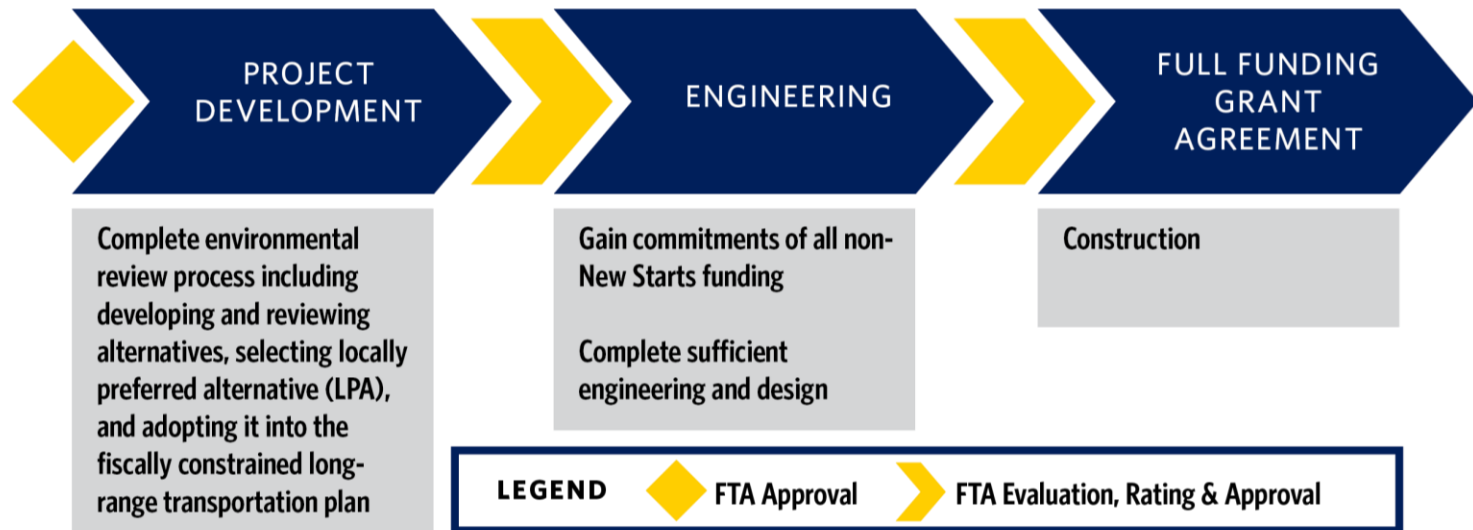 PROJECT
DEVELOPMENT
ENGINEERING
FULL FUNDING
GRANT
AGREEMENT
Complete environmental
review process including
developing and reviewing
alternatives, selecting locally
preferred alternative (LPA),
and adopting it into the
fiscally constrained long-
range transportation plan
Gain commitments of all non-
New Starts funding
Complete sufficient
engineering and design
Construction
LEGEND FTA Approval FTA Evaluation, Rating & Approval